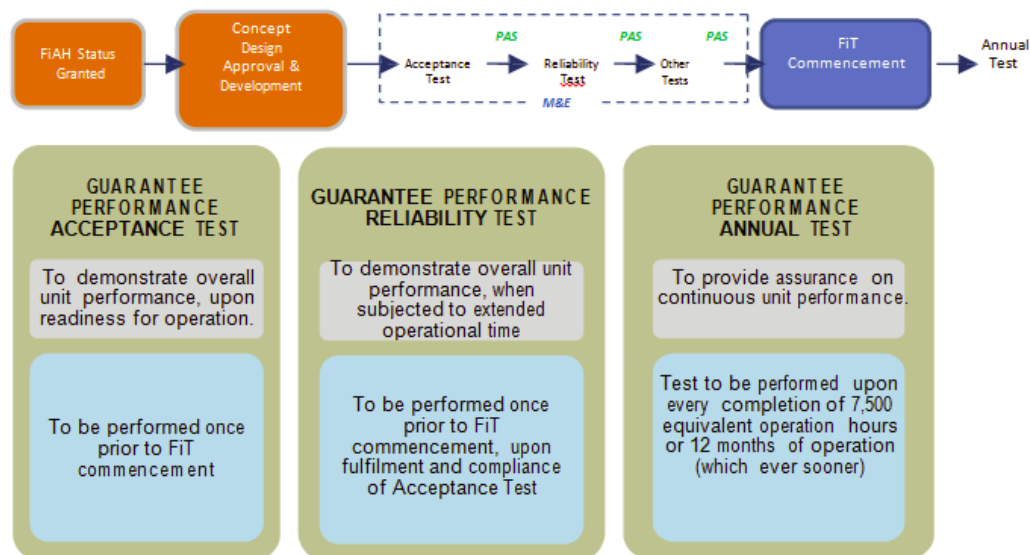 FiAH Status
Granted
Concept
Design
Approval &
Development
PAS
PAS
PAS
Acceptance
Test
Reliability
Test
Other
Tests
M&E
FiT
Commencement
Annual
Test
GUARANTEE
PERFORMANCE
ACCEPTANCE TEST
To demonstrate overall
unit performance, upon
readiness for operation.
To be performed once
prior to FiT
commencement
GUARANTEE PERFORMANCE
RELIABILITY TEST
To demonstrate overall unit
performance, when
subjected to extended
operational time
To be performed once
prior to FiT
commencement, upon
fulfilment and compliance
of Acceptance Test
GUARANTEE
PERFORMANCE
ANNUAL TEST
To provide assurance on
continuous unit performance.
Test to be performed upon
every completion of 7,500
equivalent operation hours
or 12 months of operation
(which ever sooner)